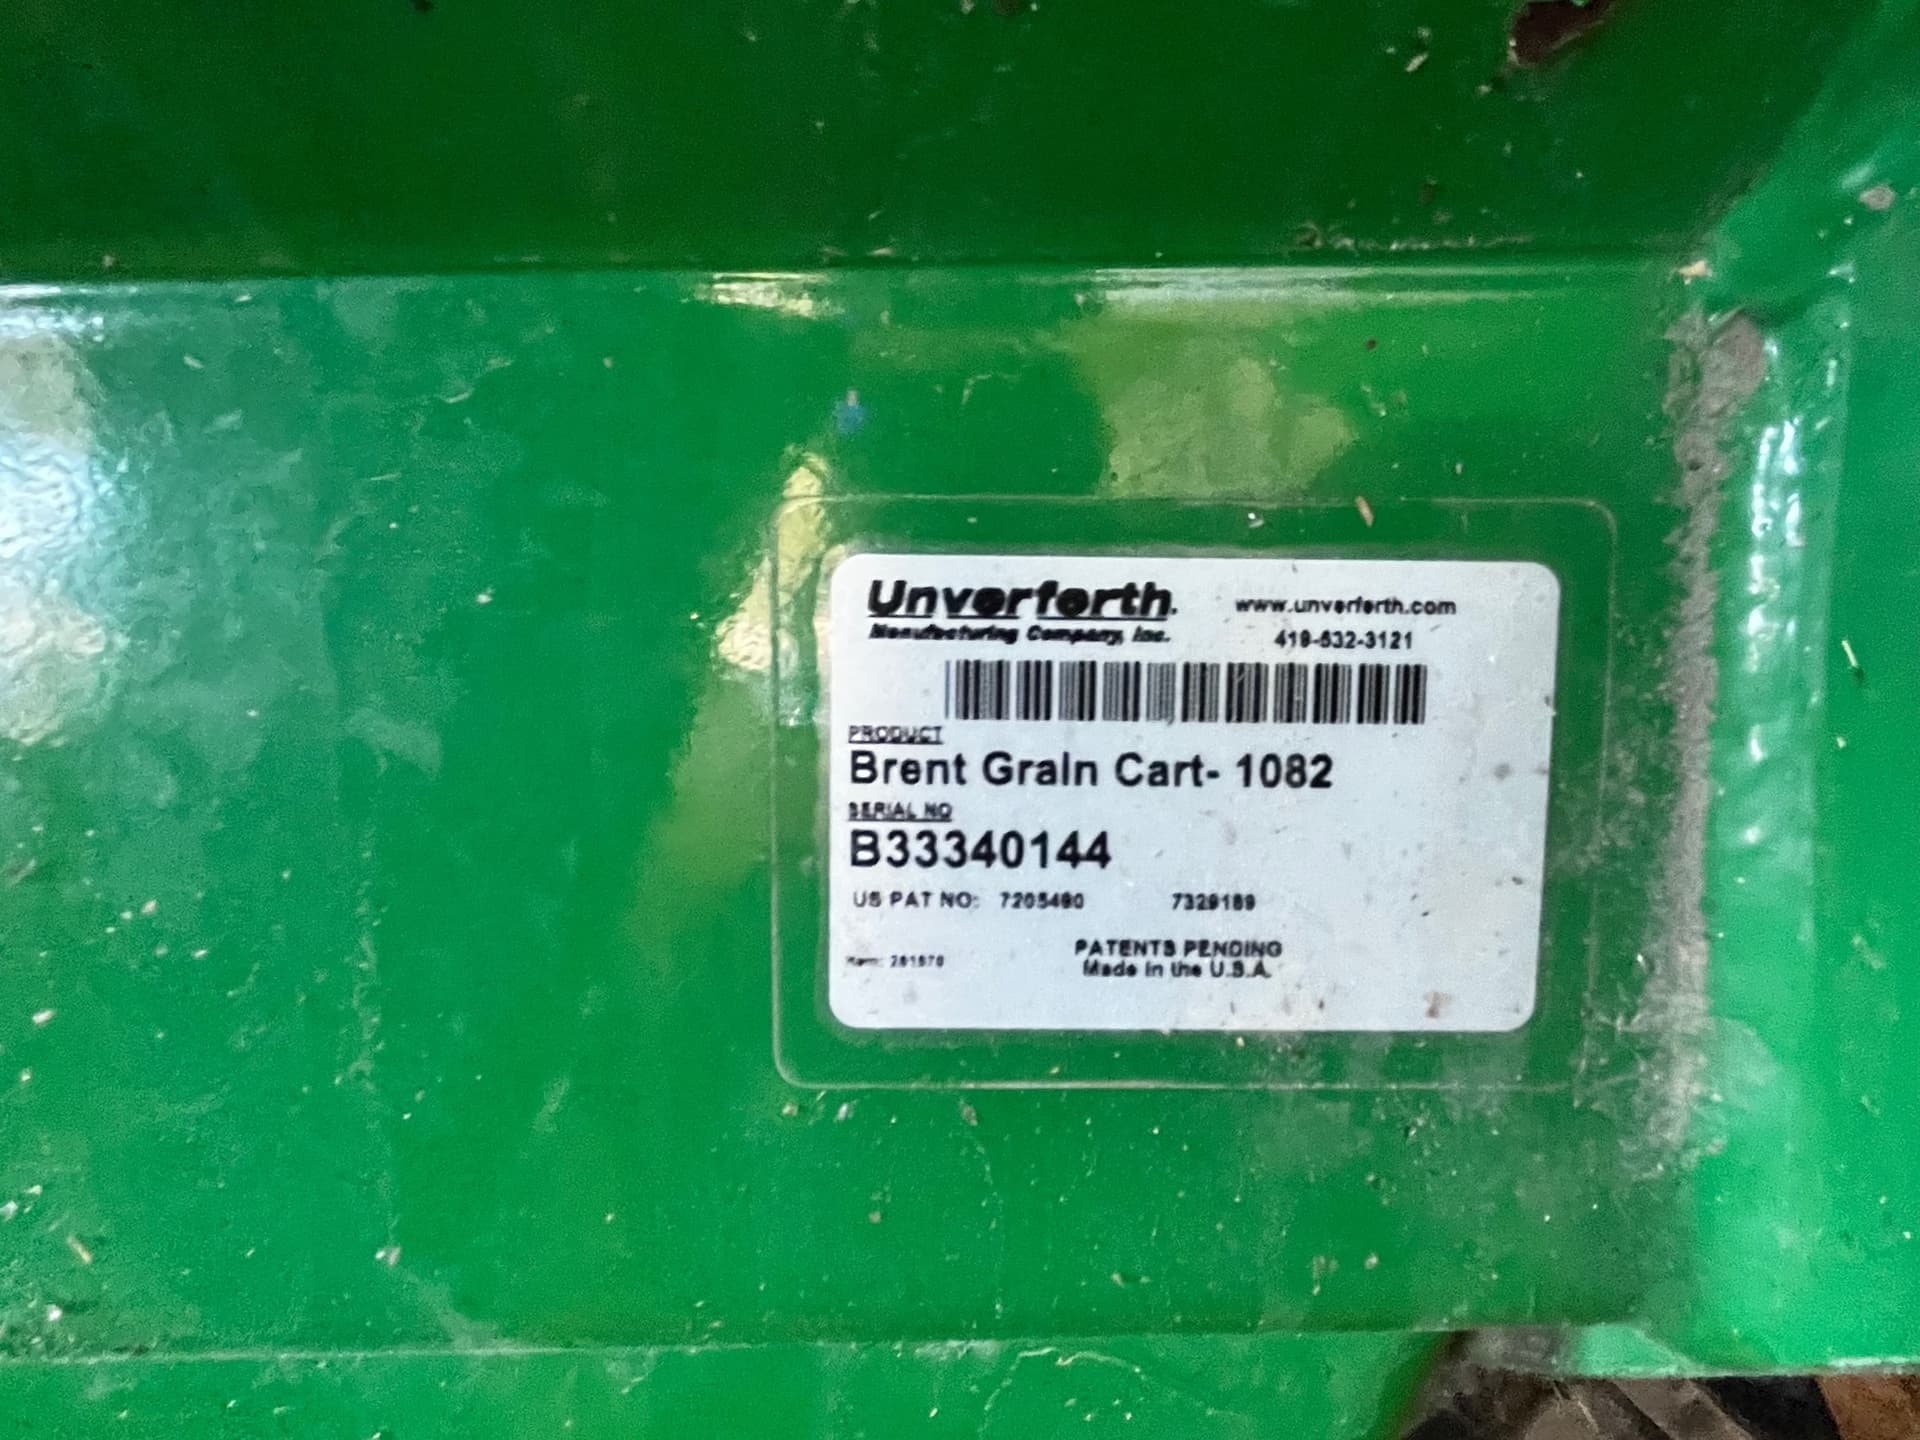 Unverferth.
Manufacturing Company, Inc.
www.unverferth.com
419-532-3121
PRODUCT
Brent Grain Cart- 1082
SERIAL NO
B33340144
US PAT NO: 7205490 7329189
PATENTS PENDING
Made in the U.S.A.